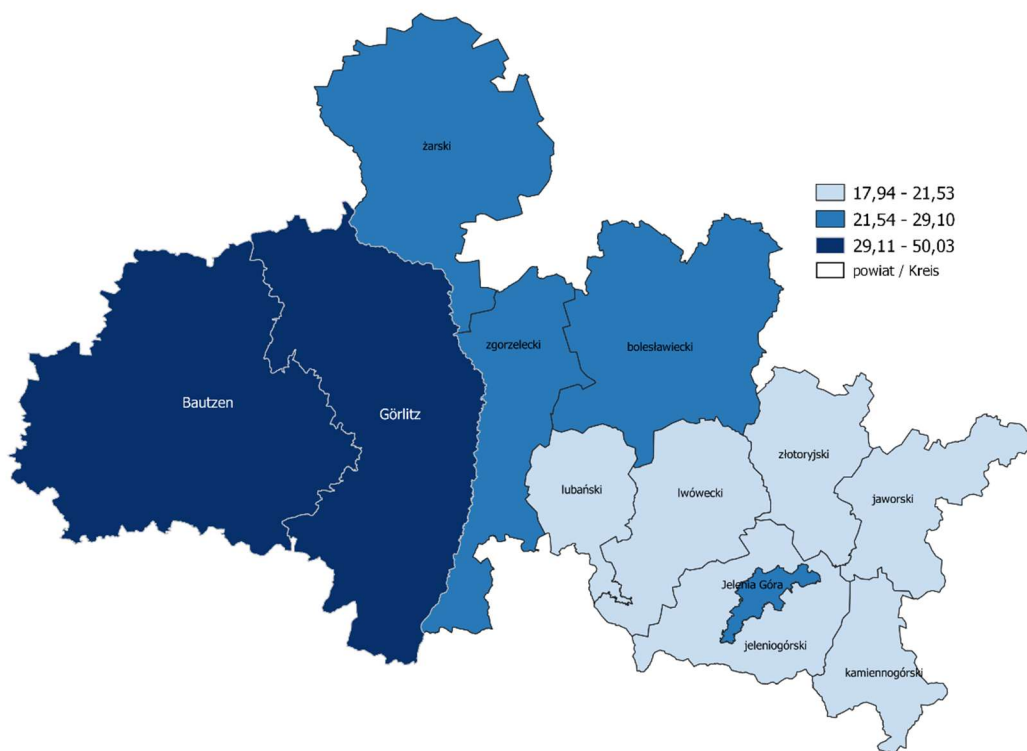 żarski
17,94 - 21,53
21,54 - 29,10
29,11 - 50,03
powiat / Kreis
zgorzelecki
bolesławiecki
Bautzen
Görlitz
złotoryjski
lubański
lwówecki
jaworski
Jelenia Góra
jeleniogórski
kamiennogórski